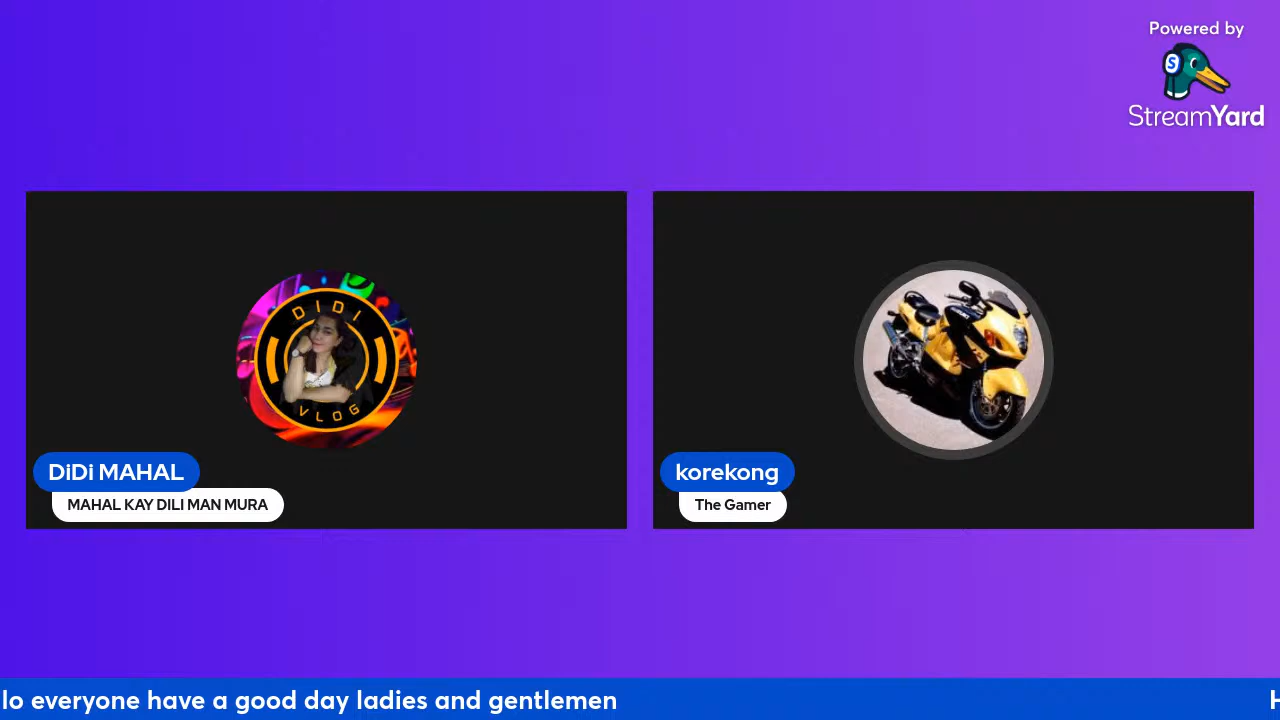 Powered by
S
StreamYard
DIDI
VLOG
DiDi MAHAL
MAHAL KAY DILI MAN MURA
korekong
The Gamer
lo everyone have a good day ladies and gentlemen
H